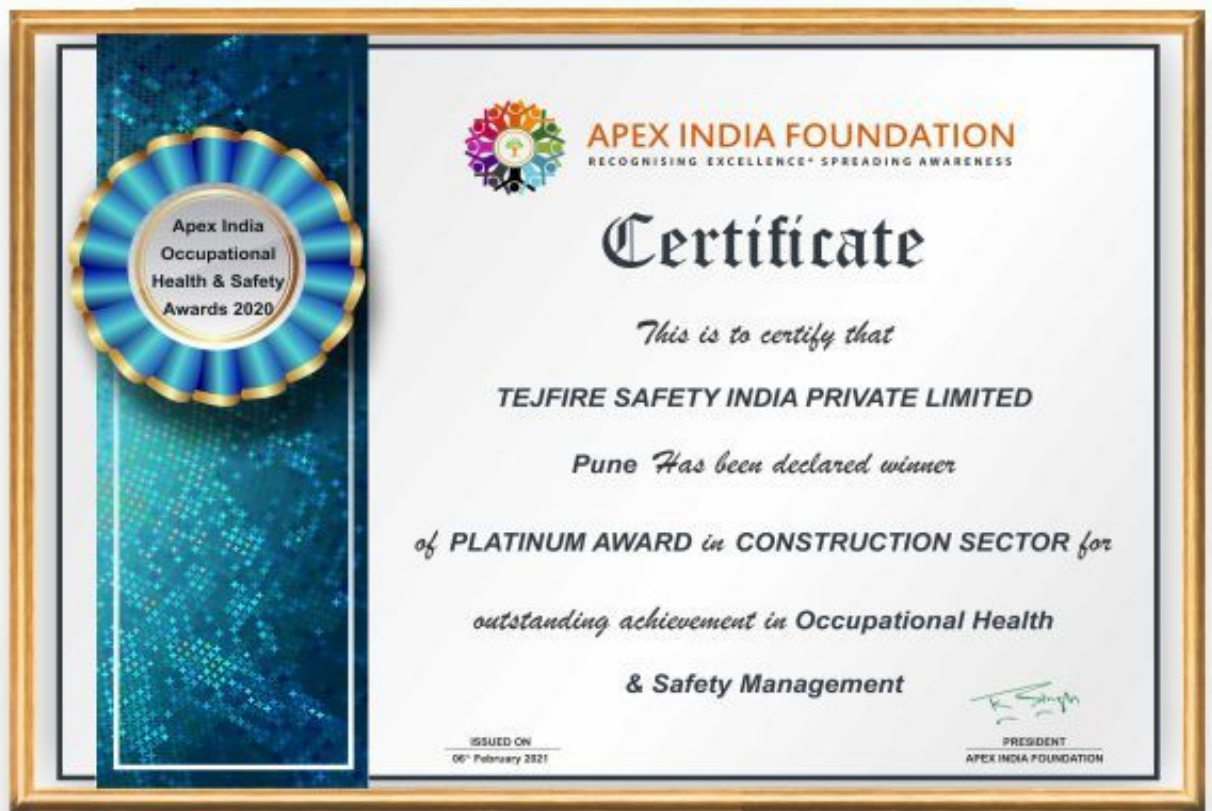 Apex India
Occupational
Health & Safety
Awards 2020
APEX INDIA FOUNDATION
RECOGNISING EXCELLENCE* SPREADING AWARENESS
Certificate
This is to certify that
TEJFIRE SAFETY INDIA PRIVATE LIMITED
Pune Has been declared winner
of PLATINUM AWARD in CONSTRUCTION SECTOR for
outstanding achievement in Occupational Health
& Safety Management
T K Singh
ISSUED ON
06th February 2021
PRESIDENT
APEX INDIA FOUNDATION